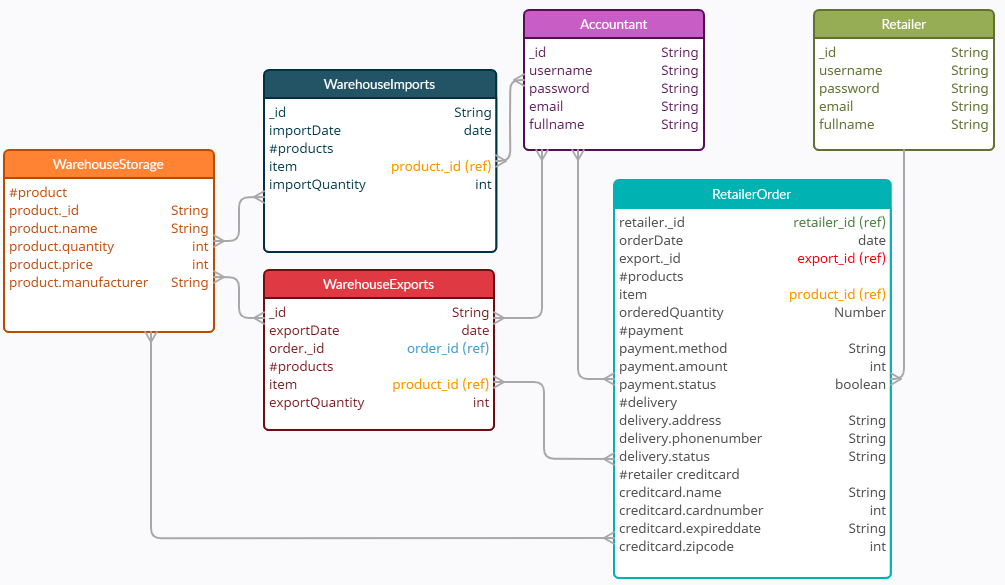 Accountant
_id String
username String
password String
email String
fullname String
Retailer
_id String
username String
password String
email String
fullname String
WarehouseImports
_id String
importDate date
#products
item product._id (ref)
importQuantity int
WarehouseStorage
#product
product._id String
product.name String
product.quantity int
product.price int
product.manufacturer String
WarehouseExports
_id String
exportDate date
order._id order_id (ref)
#products
item product_id (ref)
exportQuantity int
RetailerOrder
retailer._id retailer_id (ref)
orderDate date
export._id export_id (ref)
#products
item product_id (ref)
orderedQuantity Number
#payment
payment.method String
payment.amount int
payment.status boolean
#delivery
delivery.address String
delivery.phonenumber String
delivery.status String
#retailer creditcard
creditcard.name String
creditcard.cardnumber int
creditcard.expireddate String
creditcard.zipcode int